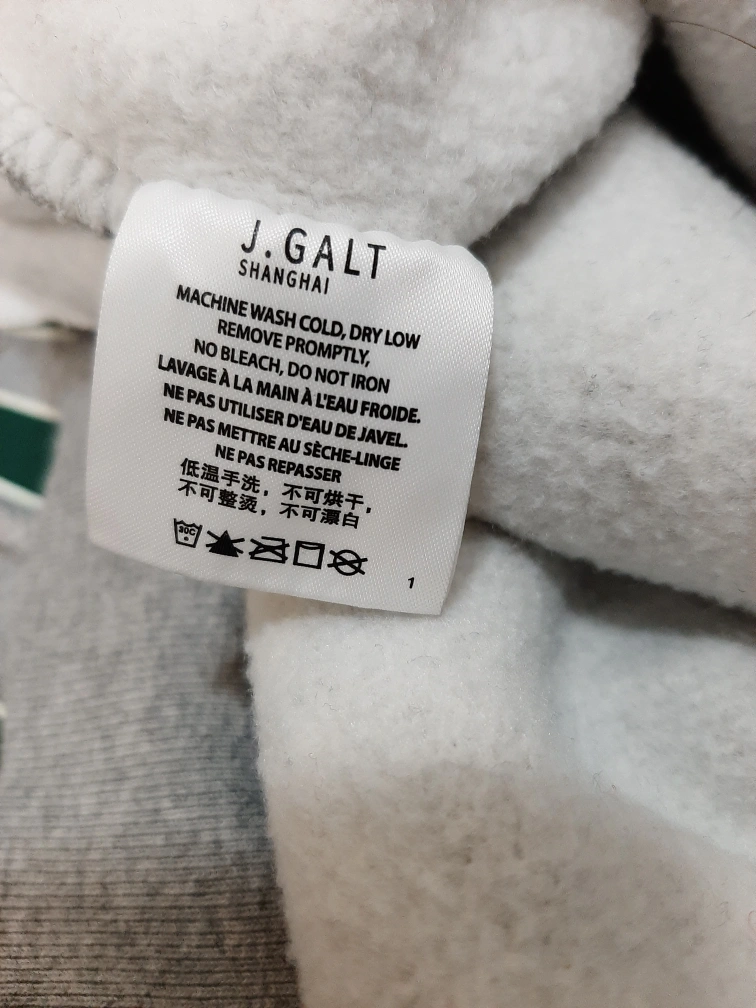 J.GALT
SHANGHAI
MACHINE WASH COLD, DRY LOW
REMOVE PROMPTLY,
NO BLEACH, DO NOT IRON
LAVAGE À LA MAIN À L'EAU FROIDE.
NE PAS UTILISER D'EAU DE JAVEL.
NE PAS METTRE AU SÈCHE-LINGE
NE PAS REPASSER
低温手洗，不可烘干，
不可整烫，不可漂白
30C
1